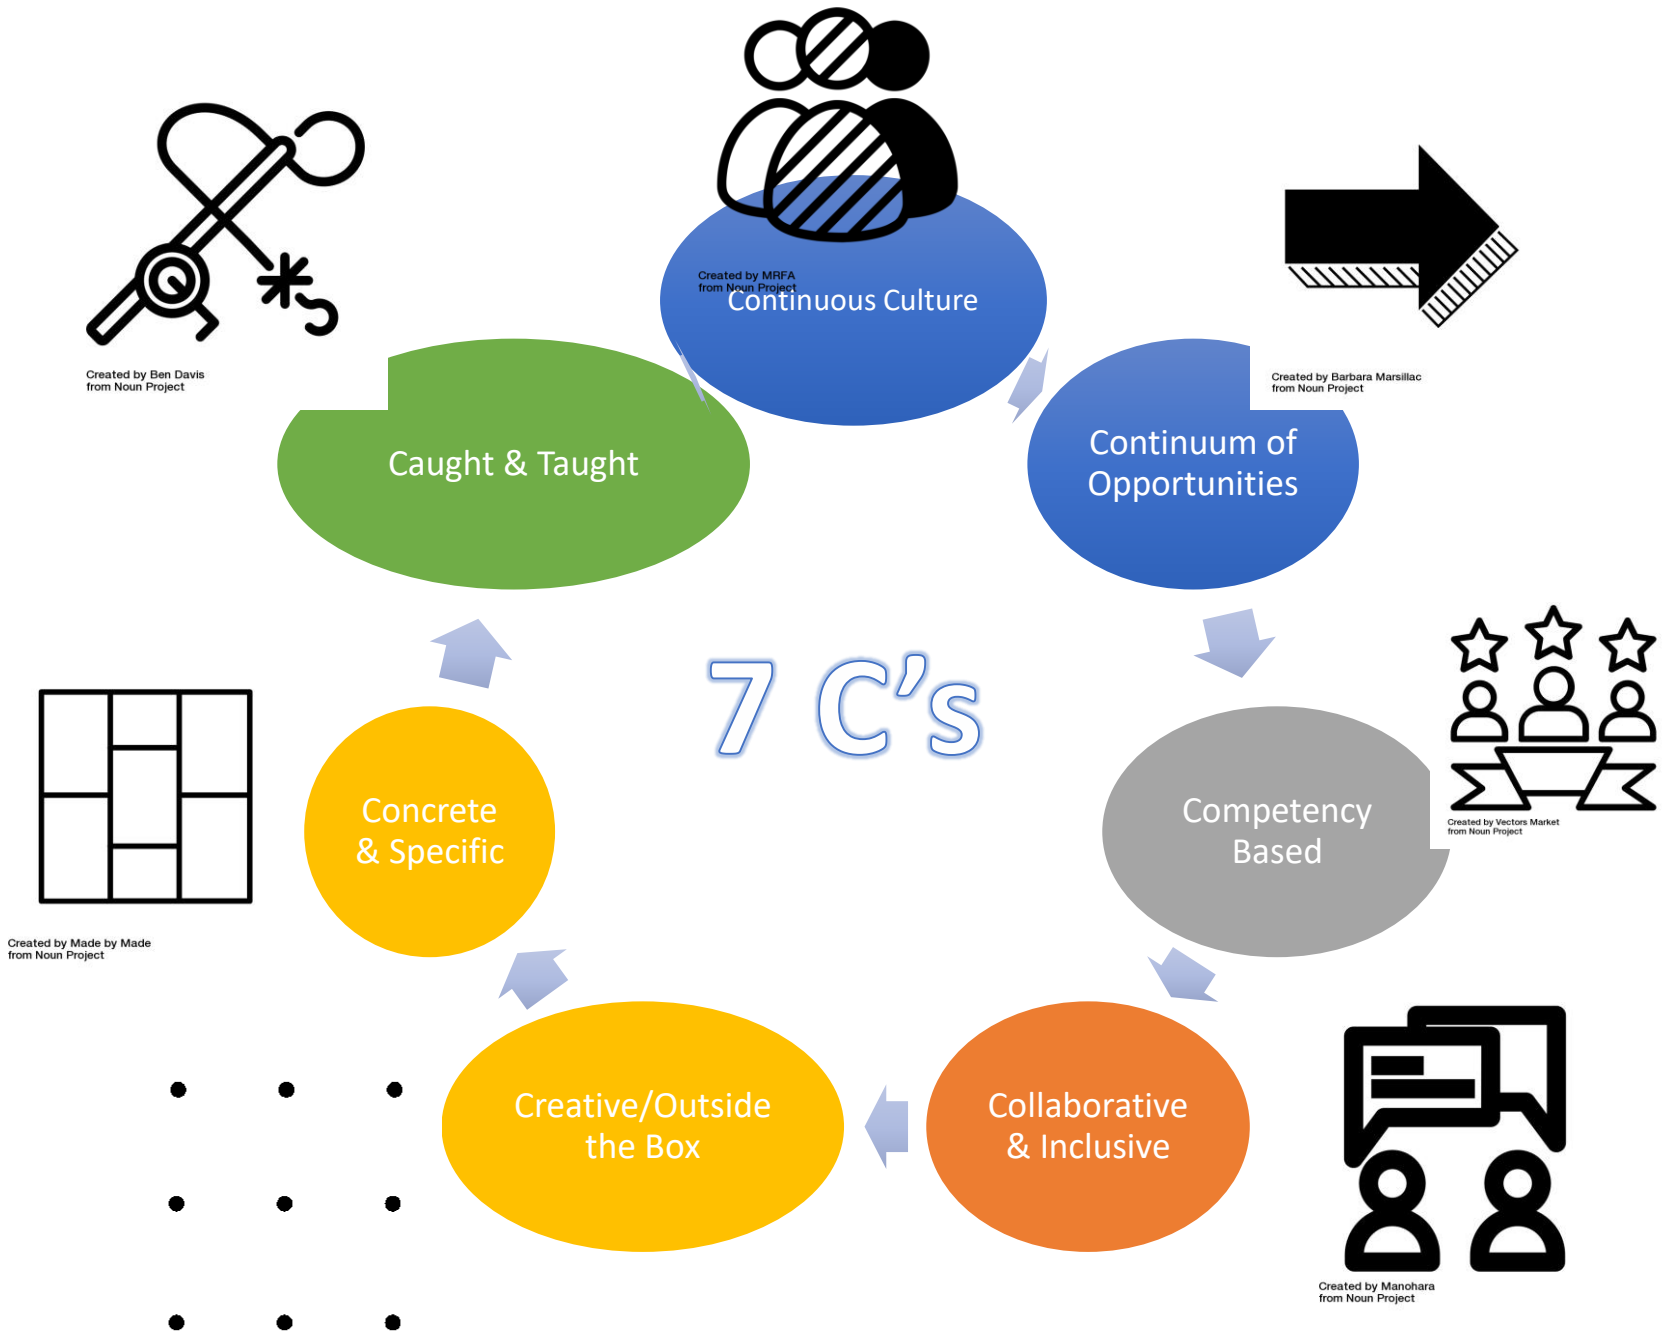 Created by MRFA
from Noun Project
Continuous Culture
Created by Barbara Marsillac
from Noun Project
Continuum of
Opportunities
Created by Vectors Market
from Noun Project
Competency
Based
Created by Manohara
from Noun Project
Collaborative
& Inclusive
Creative/Outside
the Box
Created by Made by Made
from Noun Project
Concrete
& Specific
Created by Ben Davis
from Noun Project
Caught & Taught
7 C's